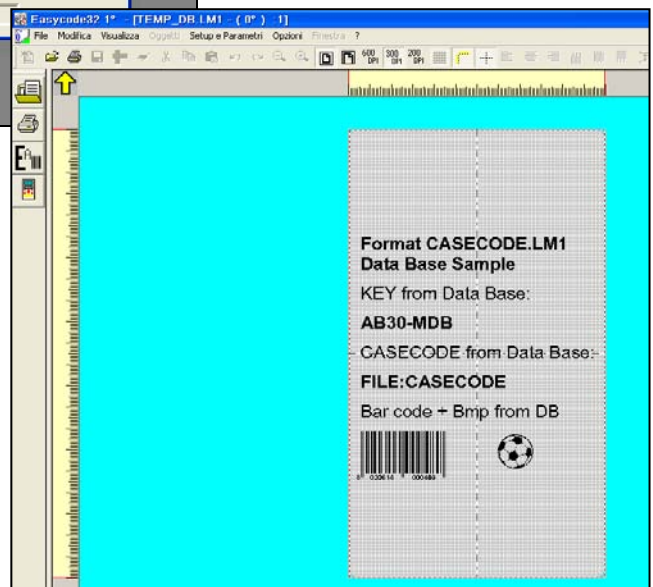 Easycode32 1° - [TEMP_DB.LM1 - ( 0° ) :1]
File Modifica Visualizza Oggetti Setup e Parametri Opzioni Finestra ?
600 DPI 300 DPI 200 DPI
Format CASECODE.LM1
Data Base Sample
KEY from Data Base:
AB30-MDB
CASECODE from Data Base:
FILE:CASECODE
Bar code + Bmp from DB